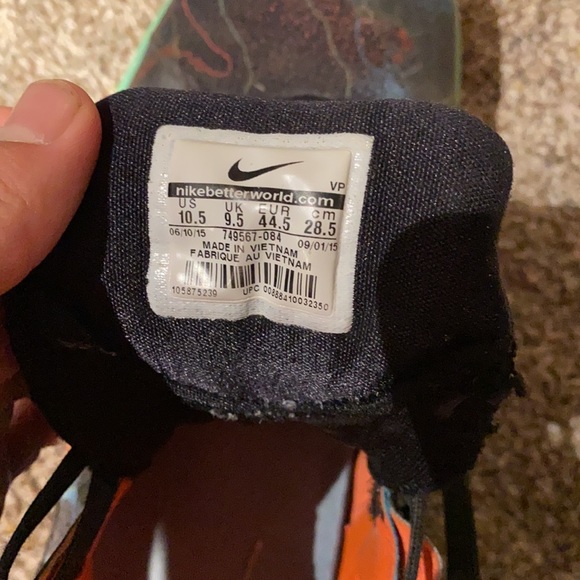 VP
nikebetterworld.com
US UK EUR cm
10.5 9.5 44.5 28.5
06/10/15 749567-084 09/01/15
MADE IN VIETNAM
FABRIQUE AU VIETNAM
105875239 UPC 00888410032350